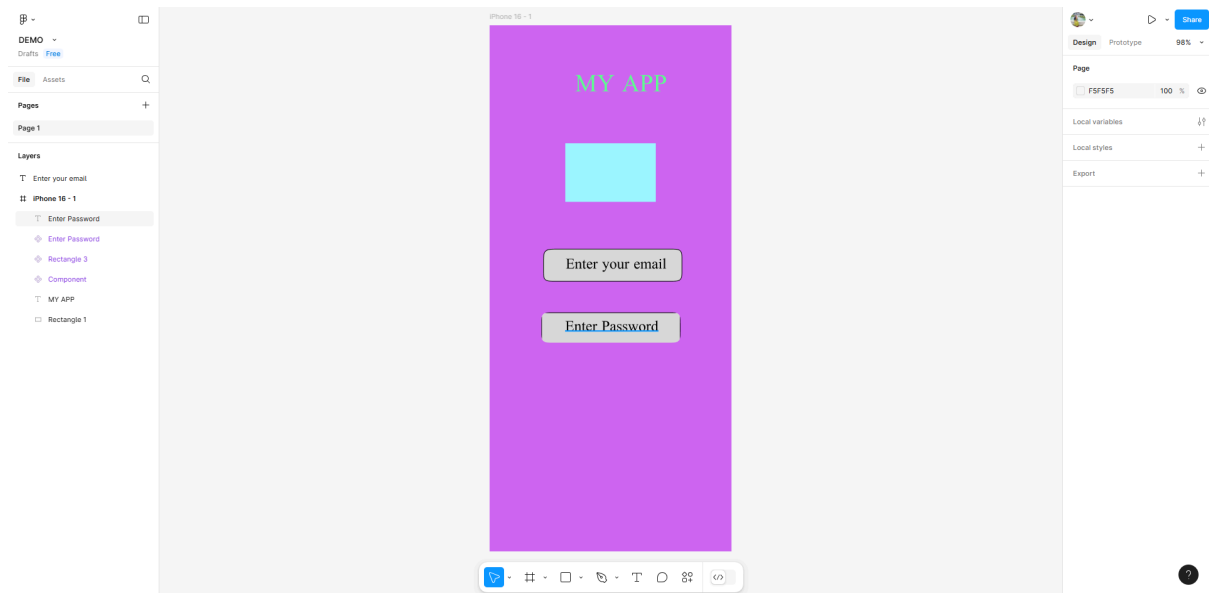 DEMO
Drafts Free
File Assets
Pages
Page 1
Layers
Enter your email
iPhone 16 - 1
Enter Password
Enter Password
Rectangle 3
Component
MY APP
Rectangle 1
iPhone 16 - 1
MY APP
Enter your email
Enter Password
Share
Design Prototype 98%
Page
F5F5F5 100 %
Local variables
Local styles
Export
?